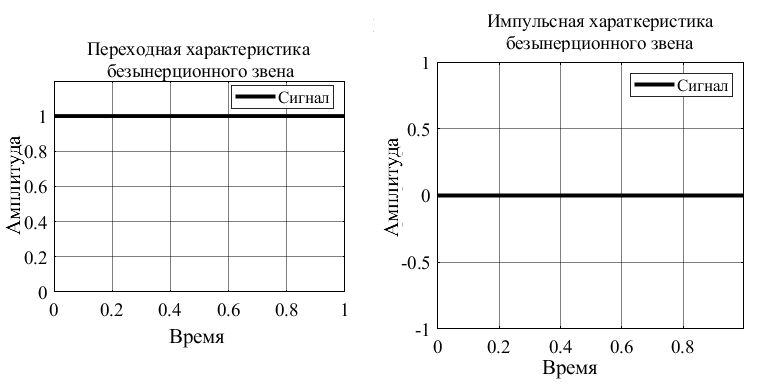 Переходная характеристика
безынерционного звена
Сигнал
1
0.8
0.6
0.4
0.2
0
Амплитуда
0 0.2 0.4 0.6 0.8 1
Время
Импульсная хараткеристика
безынерционного звена
Сигнал
1
0.5
0
-0.5
-1
Амплитуда
0 0.2 0.4 0.6 0.8
Время